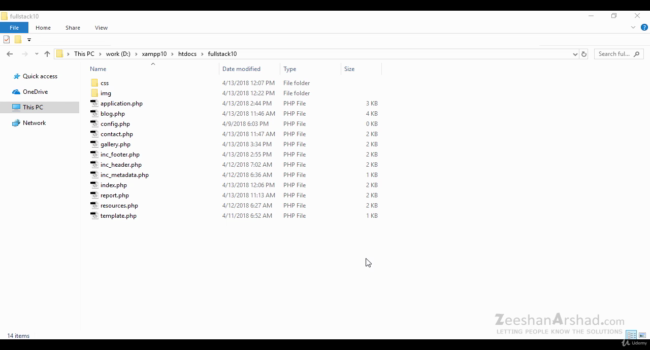 fullstack10
File Home Share View
This PC > work (D:) > xampp10 > htdocs > fullstack10 Search ful...
Name Date modified Type Size
Quick access
OneDrive
This PC
Network
css 4/13/2018 12:07 PM File folder
img 4/13/2018 12:22 PM File folder
application.php 4/13/2018 2:44 PM PHP File 3 KB
blog.php 4/13/2018 11:46 AM PHP File 4 KB
config.php 4/9/2018 6:03 PM PHP File 0 KB
contact.php 4/13/2018 11:47 AM PHP File 2 KB
gallery.php 4/13/2018 3:34 PM PHP File 2 KB
inc_footer.php 4/13/2018 2:55 PM PHP File 2 KB
inc_header.php 4/12/2018 7:02 AM PHP File 2 KB
inc_metadata.php 4/12/2018 6:36 AM PHP File 1 KB
index.php 4/13/2018 12:06 PM PHP File 2 KB
report.php 4/13/2018 11:13 AM PHP File 2 KB
resources.php 4/12/2018 6:27 AM PHP File 2 KB
template.php 4/11/2018 6:52 AM PHP File 1 KB
ZeeshanArshad.com
LETTING PEOPLE KNOW THE SOLUTIONS
14 items
Udemy